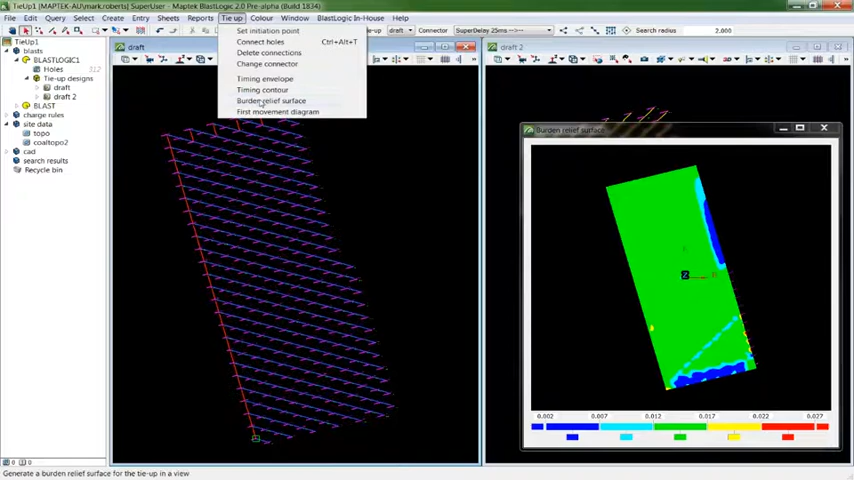 TieUp1 (MAPTEK-AU\mark.roberts) SuperUser - Maptek BlastLogic 2.0 Pre-alpha (Build 1834)
File Query Select Create Entry Sheets Reports Tie up Colour Window BlastLogic In-House Help
draft Connector SuperDelay 25ms Search radius 2.000
TieUp1
blasts
BLASTLOGIC1
Holes 312
Tie-up designs
draft
draft 2
BLAST
charge rules
site data
topo
coaltopo2
cad
search results
Recycle bin
draft
Set initiation point
Connect holes Ctrl+Alt+T
Delete connections
Change connector
Timing envelope
Timing contour
Burden relief surface
First movement diagram
draft 2
Burden relief surface
0.002 0.007 0.012 0.017 0.022 0.027
Generate a burden relief surface for the tie-up in a view